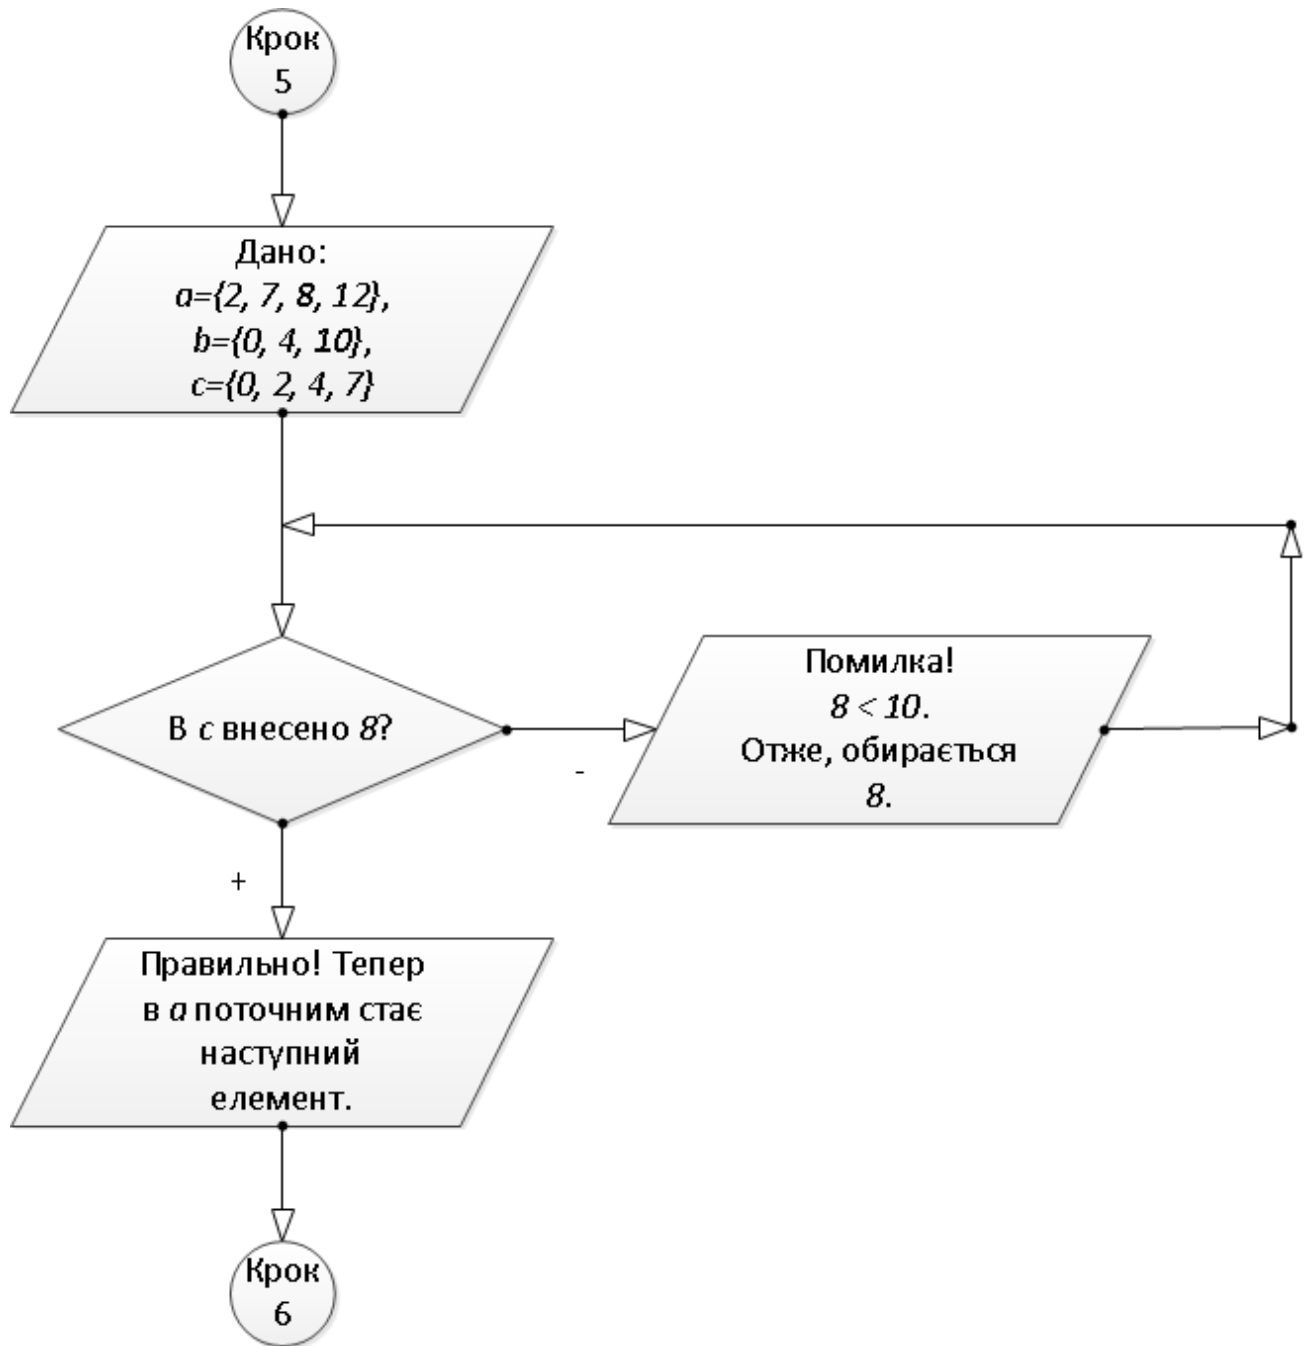 Крок
5
Дано:
a={2, 7, 8, 12},
b={0, 4, 10},
c={0, 2, 4, 7}
В c внесено 8?
-
Помилка!
8 < 10.
Отже, обирається
8.
+
Правильно! Тепер
в a поточним стає
наступний
елемент.
Крок
6